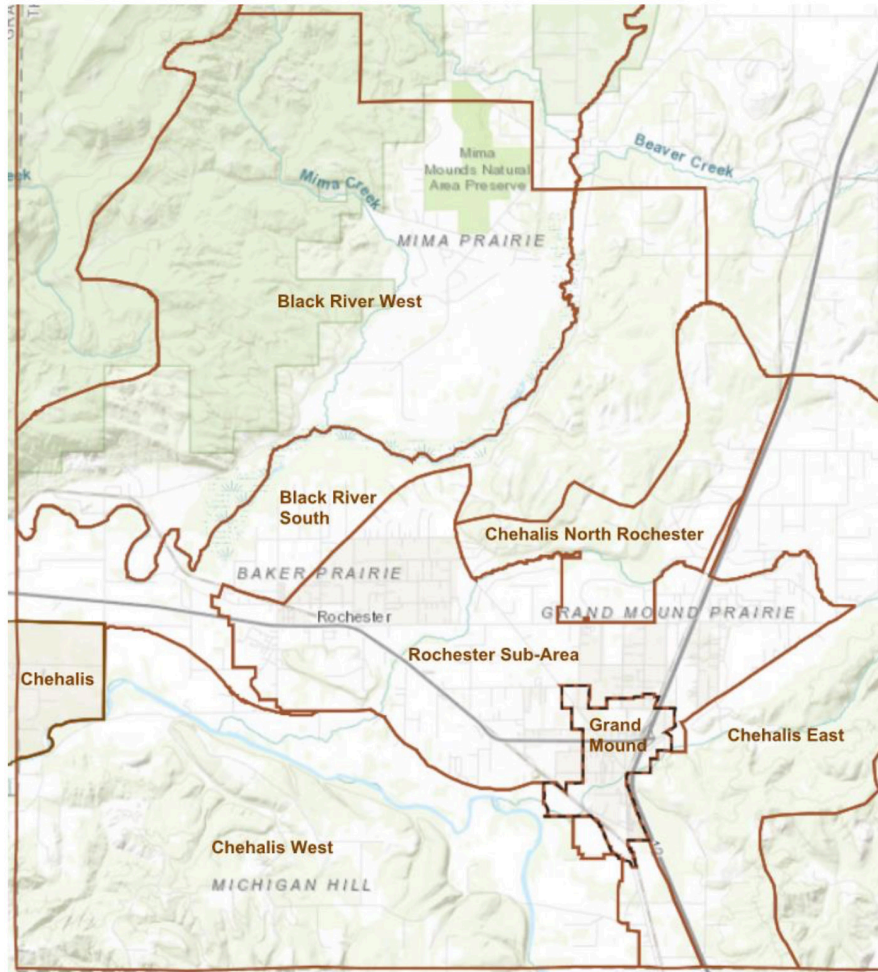 Beaver Creek
Mima
Mounds Natural
Area Preserve
Mima Creek
MIMA PRAIRIE
Black River West
Black River
South
Chehalis North Rochester
BAKER PRAIRIE
Rochester
GRAND MOUND PRAIRIE
Rochester Sub-Area
Chehalis
Grand
Mound
Chehalis East
Chehalis West
MICHIGAN HILL